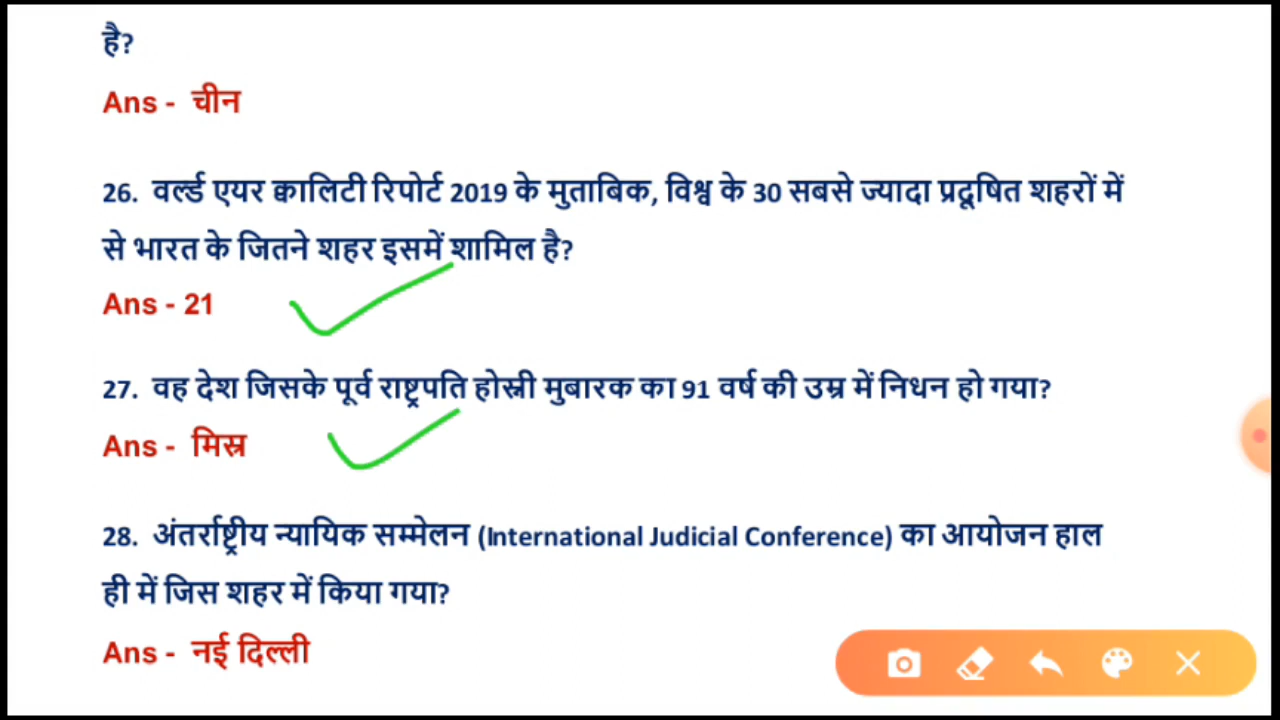 है?
Ans - चीन
26. वर्ल्ड एयर क्वालिटी रिपोर्ट 2019 के मुताबिक, विश्व के 30 सबसे ज्यादा प्रदूषित शहरों में
से भारत के जितने शहर इसमें शामिल है?
Ans - 21
27. वह देश जिसके पूर्व राष्ट्रपति होस्नी मुबारक का 91 वर्ष की उम्र में निधन हो गया?
Ans - मिस्र
28. अंतर्राष्ट्रीय न्यायिक सम्मेलन (International Judicial Conference) का आयोजन हाल
ही में जिस शहर में किया गया?
Ans - नई दिल्ली